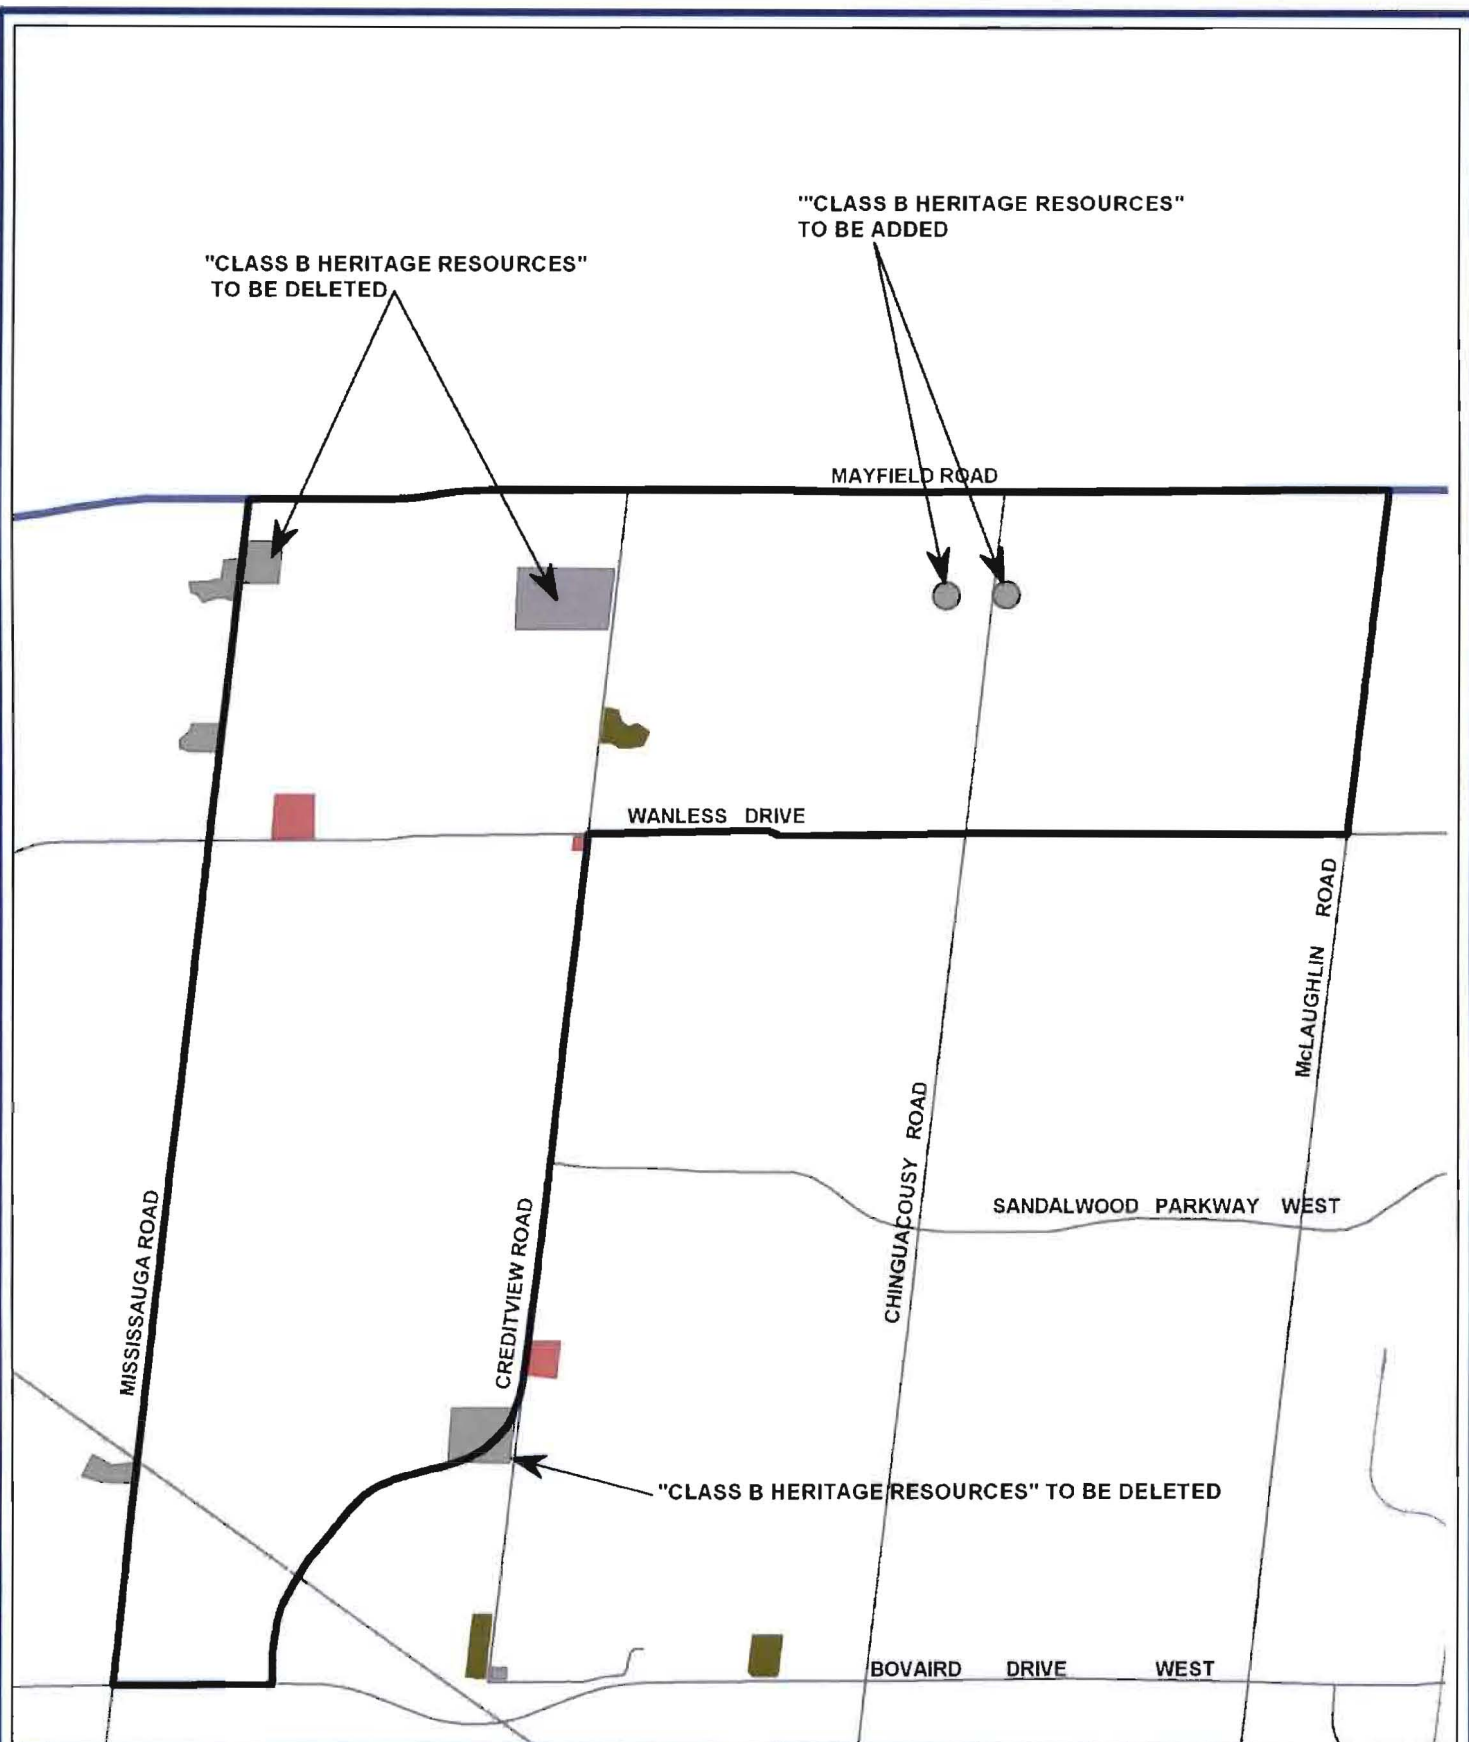 '"CLASS B HERITAGE RESOURCES"
TO BE ADDED
"CLASS B HERITAGE RESOURCES"
TO BE DELETED
MAYFIELD ROAD
WANLESS DRIVE
McLAUGHLIN ROAD
CHINGUACOUSY ROAD
SANDALWOOD PARKWAY WEST
MISSISSAUGA ROAD
CREDITVIEW ROAD
"CLASS B HERITAGE RESOURCES" TO BE DELETED
BOVAIRD DRIVE WEST